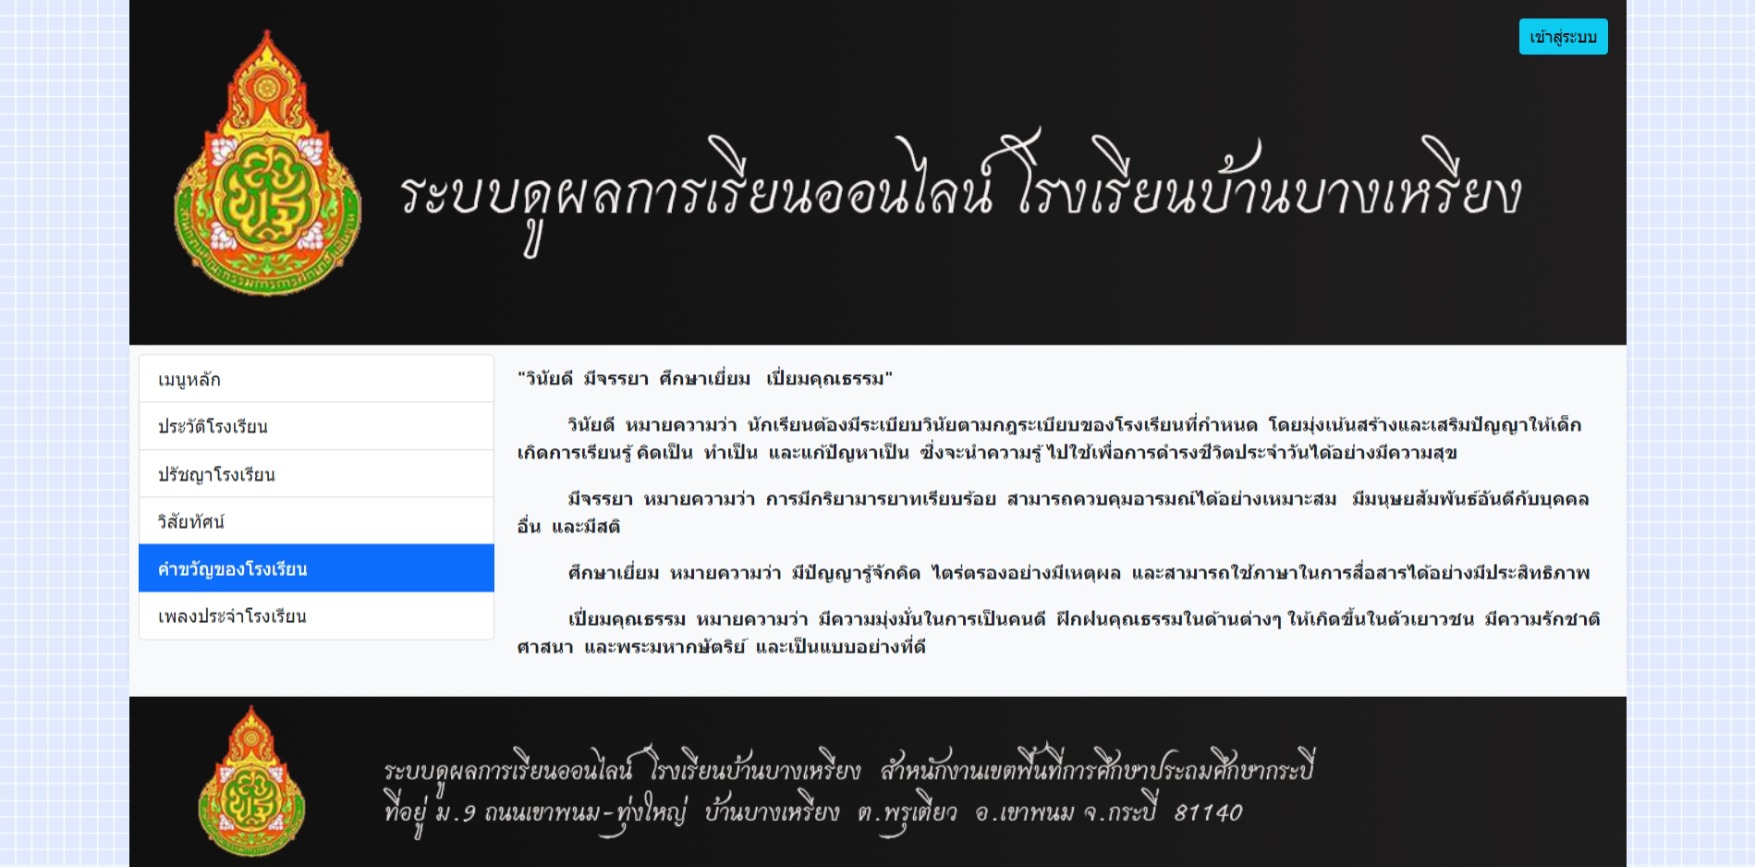 เข้าสู่ระบบ
ระบบดูผลการเรียนออนไลน์ โรงเรียนบ้านบางเหรียง
เมนูหลัก
ประวัติโรงเรียน
ปรัชญาโรงเรียน
วิสัยทัศน์
คำขวัญของโรงเรียน
เพลงประจำโรงเรียน
"วินัยดี มีจรรยา ศึกษาเยี่ยม เปี่ยมคุณธรรม"
วินัยดี หมายความว่า นักเรียนต้องมีระเบียบวินัยตามกฎระเบียบของโรงเรียนที่กำหนด โดยมุ่งเน้นสร้างและเสริมปัญญาให้เด็ก
เกิดการเรียนรู้ คิดเป็น ทำเป็น และแก้ปัญหาเป็น ซึ่งจะนำความรู้ ไปใช้เพื่อการดำรงชีวิตประจำวันได้อย่างมีความสุข
มีจรรยา หมายความว่า การมีกริยามารยาทเรียบร้อย สามารถควบคุมอารมณ์ได้อย่างเหมาะสม มีมนุษยสัมพันธ์อันดีกับบุคคล
อื่น และมีสติ
ศึกษาเยี่ยม หมายความว่า มีปัญญารู้จักคิด ไตร่ตรองอย่างมีเหตุผล และสามารถใช้ภาษาในการสื่อสารได้อย่างมีประสิทธิภาพ
เปี่ยมคุณธรรม หมายความว่า มีความมุ่งมั่นในการเป็นคนดี ฝึกฝนคุณธรรมในด้านต่างๆ ให้เกิดขึ้นในตัวเยาวชน มีความรักชาติ
ศาสนา และพระมหากษัตริย์ และเป็นแบบอย่างที่ดี
ระบบดูผลการเรียนออนไลน์ โรงเรียนบ้านบางเหรียง สำหนักงานเขตพื้นที่การศึกษาประถมศึกษากระบี่
ที่อยู่ ม.9 ถนนเขาพนม-ทุ่งใหญ่ บ้านบางเหรียง ต.พรุเตียว อ.เขาพนม จ.กระบี่ 81140